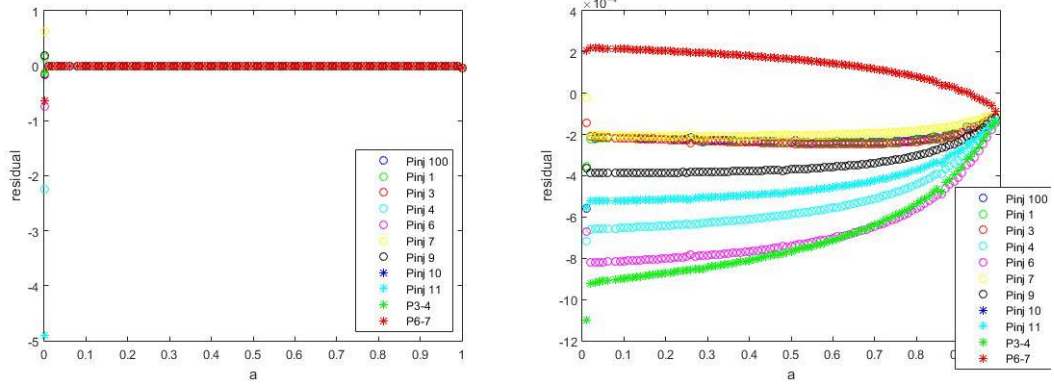 1
0
-1
-2
-3
-4
-5
residual
0
0.1
0.2
0.3
0.4
0.5
0.6
0.7
0.8
0.9
1
a
Pinj 100
Pinj 1
Pinj 3
Pinj 4
Pinj 6
Pinj 7
Pinj 9
Pinj 10
Pinj 11
P3-4
P6-7
4
2
0
-2
-4
-6
-8
-10
-12
residual
0
0.1
0.2
0.3
0.4
0.5
0.6
0.7
0.8
a
Pinj 100
Pinj 1
Pinj 3
Pinj 4
Pinj 6
Pinj 7
Pinj 9
Pinj 10
Pinj 11
P3-4
P6-7